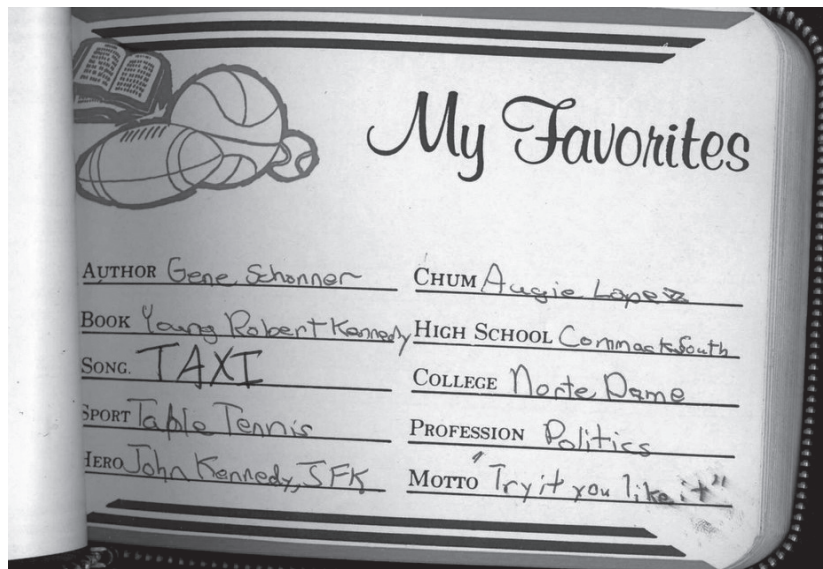 My Favorites
AUTHOR Gene Schonner
BOOK Young Robert Kennedy
SONG. TAXI
SPORT Table Tennis
HERO John Kennedy, JFK
CHUM Augie Lopez
HIGH SCHOOL Commack South
COLLEGE Norte Dame
PROFESSION Politics
MOTTO "Try it you like it"